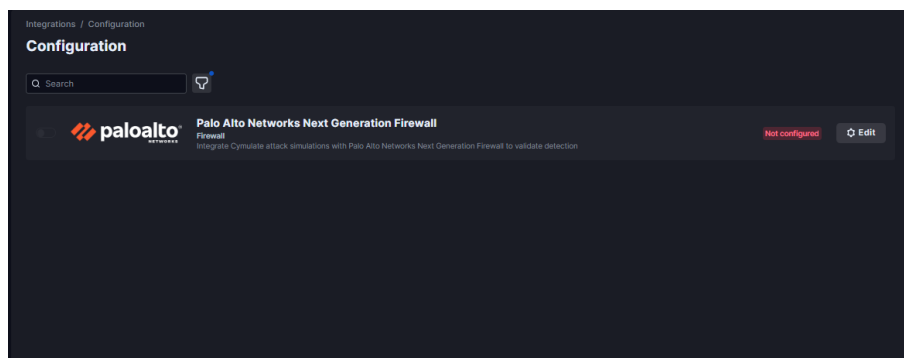 Integrations / Configuration
Configuration
Search
paloalto®
NETWORKS
Palo Alto Networks Next Generation Firewall
Firewall
Integrate Cymulate attack simulations with Palo Alto Networks Next Generation Firewall to validate detection
Not configured
Edit